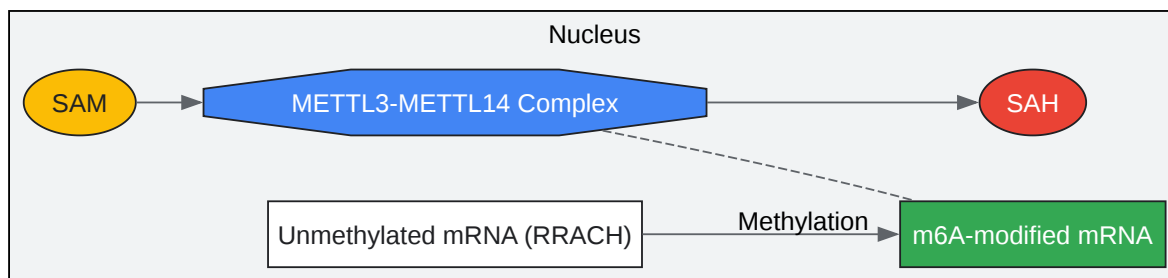 Nucleus
SAM
METTL3-METTL14 Complex
SAH
Unmethylated mRNA (RRACH)
Methylation
m6A-modified mRNA